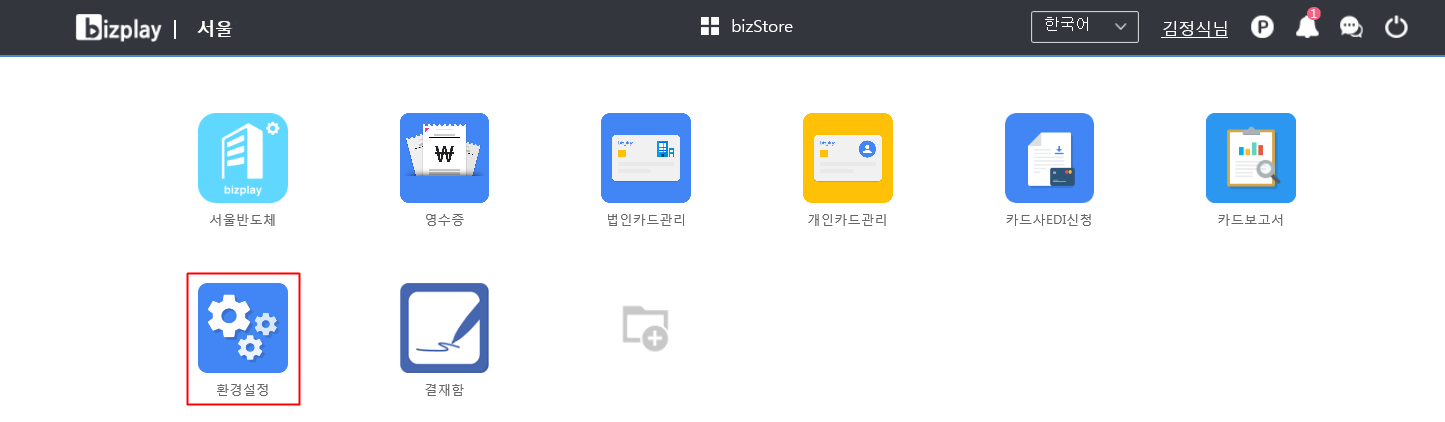 bizplay | 서울
bizStore
한국어
김정식님
P
1
bizplay
서울반도체
₩
영수증
bizplay
법인카드관리
bizplay
개인카드관리
카드사EDI신청
카드보고서
환경설정
결재함